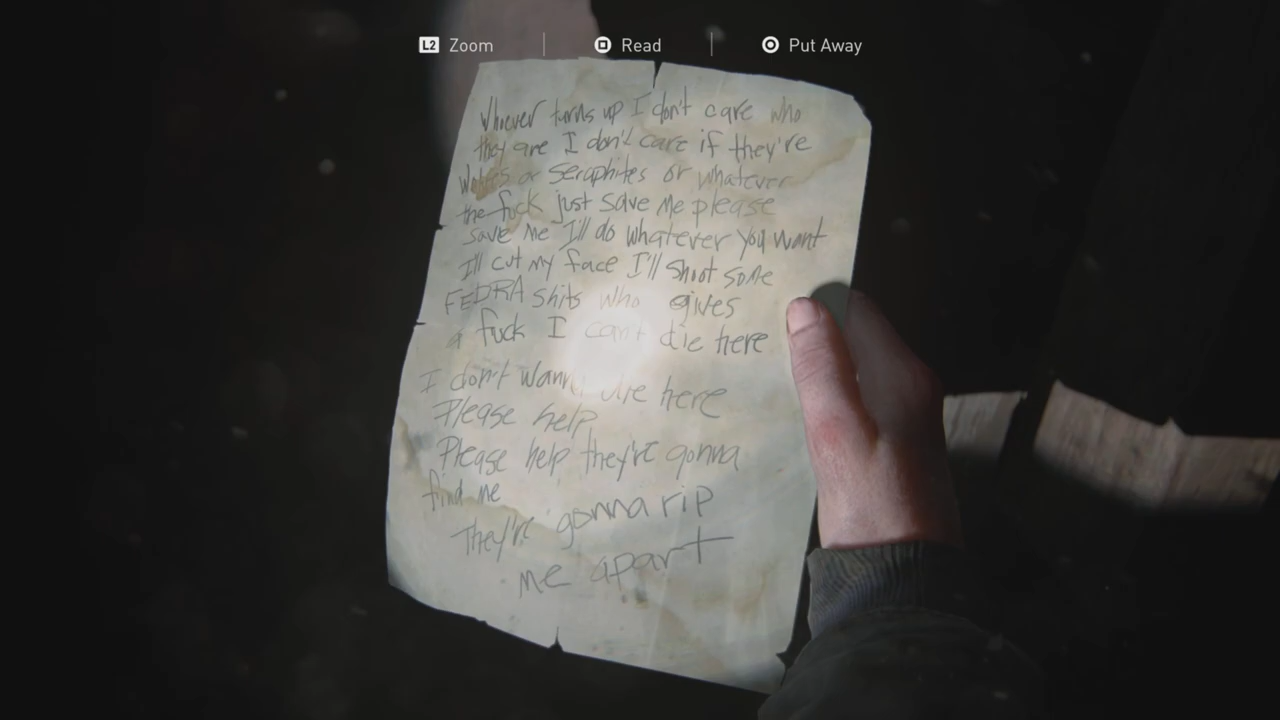 L2 Zoom Read Put Away
Whoever turns up I don't care who
they are I don't care if they're
Wolves or Seraphites or whatever
the fuck just save me please
save me I'll do whatever you want
I'll cut my face I'll shoot some
FEDRA shits who gives
a fuck I can't die here
I don't wanna die here
Please help
Please help they're gonna
find me
They're gonna rip
me apart